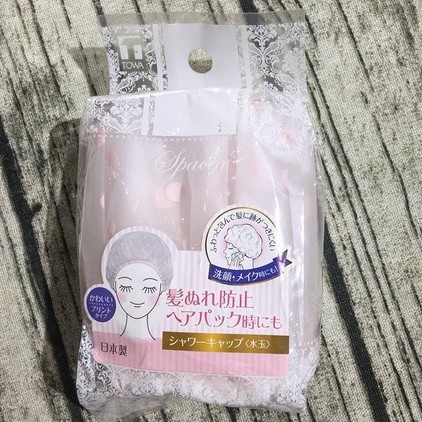 TOWA
Spacia
ふわっと包んで髪に跡がつきにくい
洗顔・メイク時にも!
かわいい
プリント
タイプ
髪ぬれ防止
ヘアパック時にも
シャワーキャップ〈水玉〉
日本製